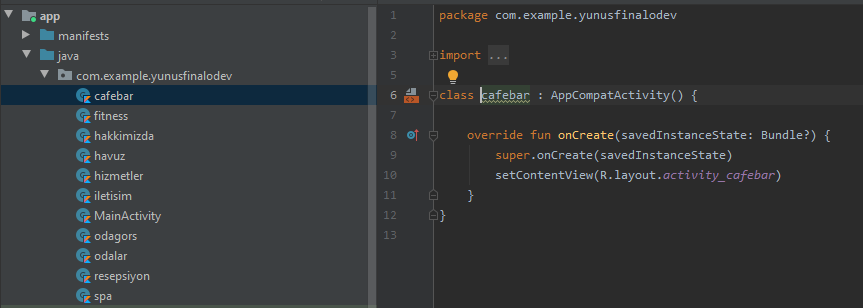 app
manifests
java
com.example.yunusfinalodev
cafebar
fitness
hakkimizda
havuz
hizmetler
iletisim
MainActivity
odagors
odalar
resepsiyon
spa
1 package com.example.yunusfinalodev
2
3 import ...
5
6 class cafebar : AppCompatActivity() {
7
8 override fun onCreate(savedInstanceState: Bundle?) {
9 super.onCreate(savedInstanceState)
10 setContentView(R.layout.activity_cafebar)
11 }
12 }
13